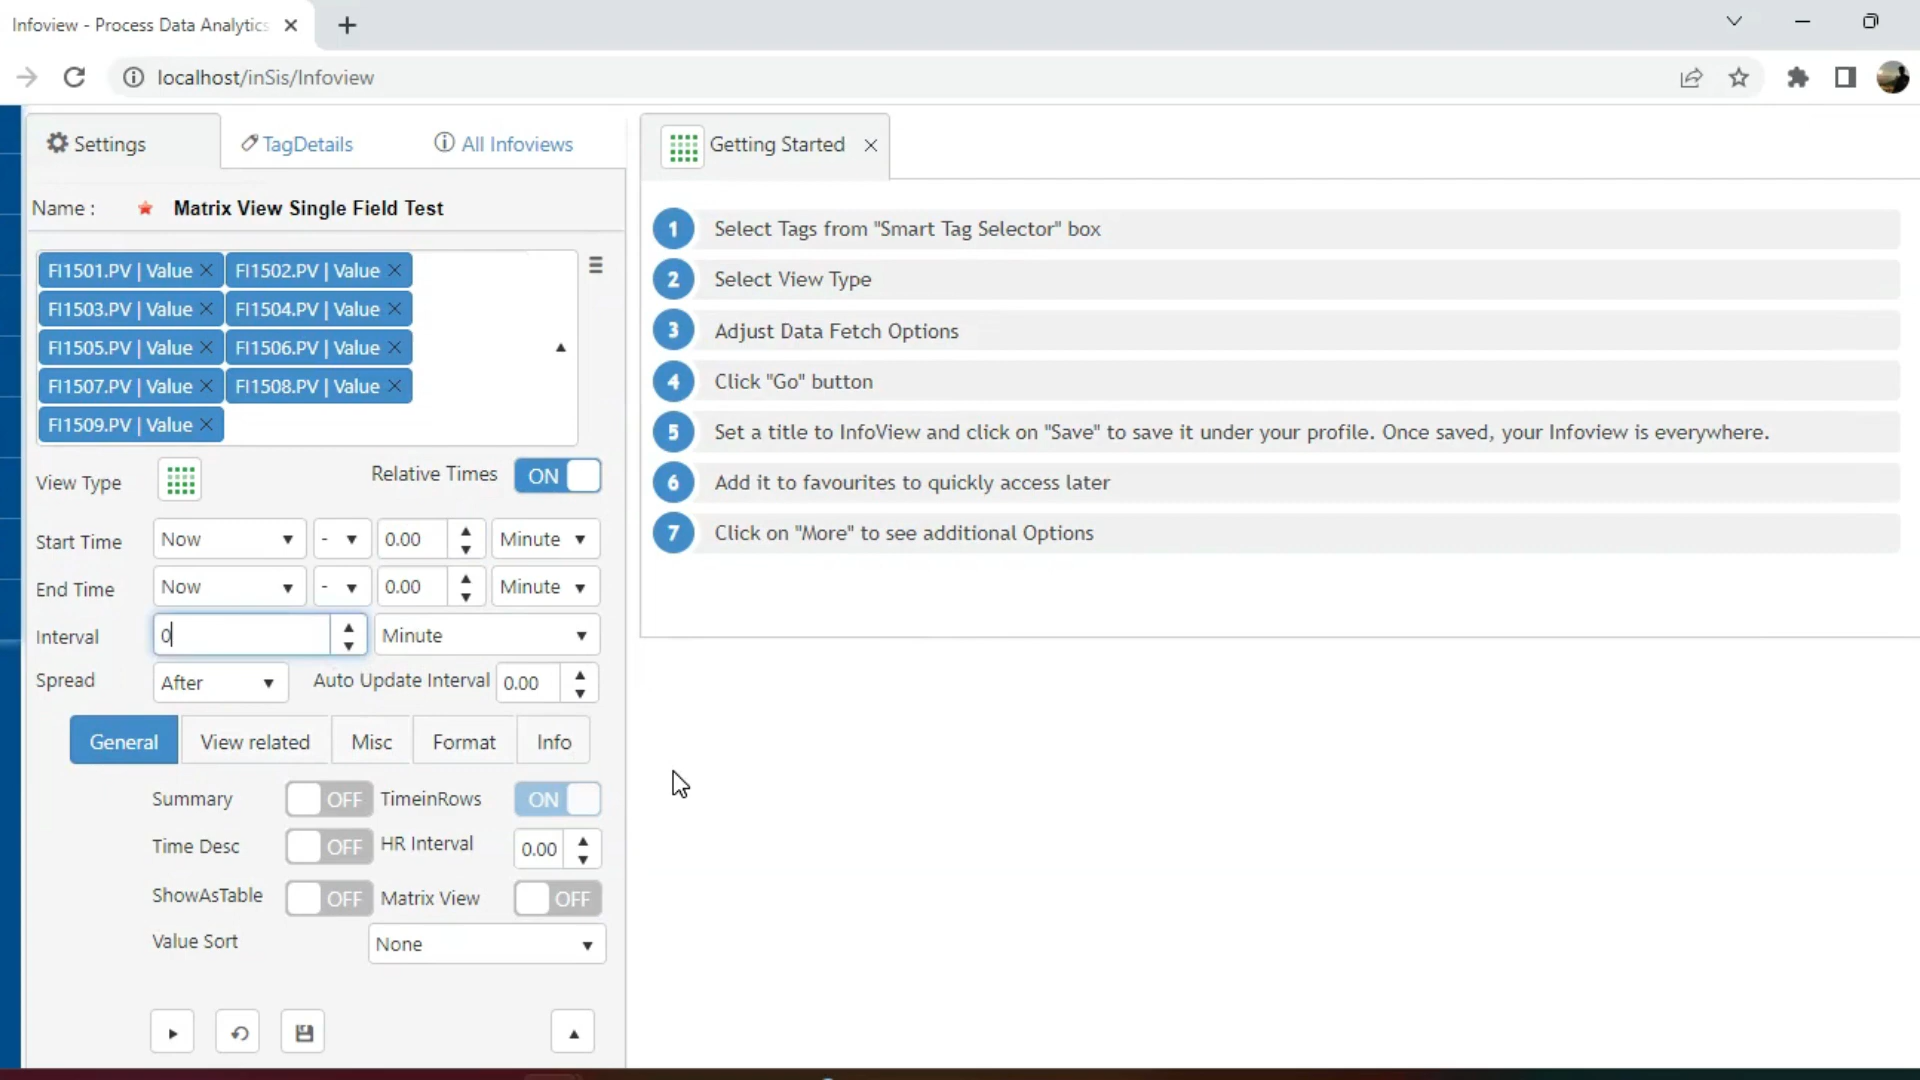 Infoview - Process Data Analytics
localhost/inSis/Infoview
Settings
TagDetails
All Infoviews
Getting Started
Name :
Matrix View Single Field Test
FI1501.PV | Value
FI1502.PV | Value
FI1503.PV | Value
FI1504.PV | Value
FI1505.PV | Value
FI1506.PV | Value
FI1507.PV | Value
FI1508.PV | Value
FI1509.PV | Value
View Type
Relative Times ON
Start Time Now - 0.00 Minute
End Time Now - 0.00 Minute
Interval 0 Minute
Spread After Auto Update Interval 0.00
General View related Misc Format Info
Summary OFF TimeinRows ON
Time Desc OFF HR Interval 0.00
ShowAsTable OFF Matrix View OFF
Value Sort None
1 Select Tags from "Smart Tag Selector" box
2 Select View Type
3 Adjust Data Fetch Options
4 Click "Go" button
5 Set a title to InfoView and click on "Save" to save it under your profile. Once saved, your Infoview is everywhere.
6 Add it to favourites to quickly access later
7 Click on "More" to see additional Options